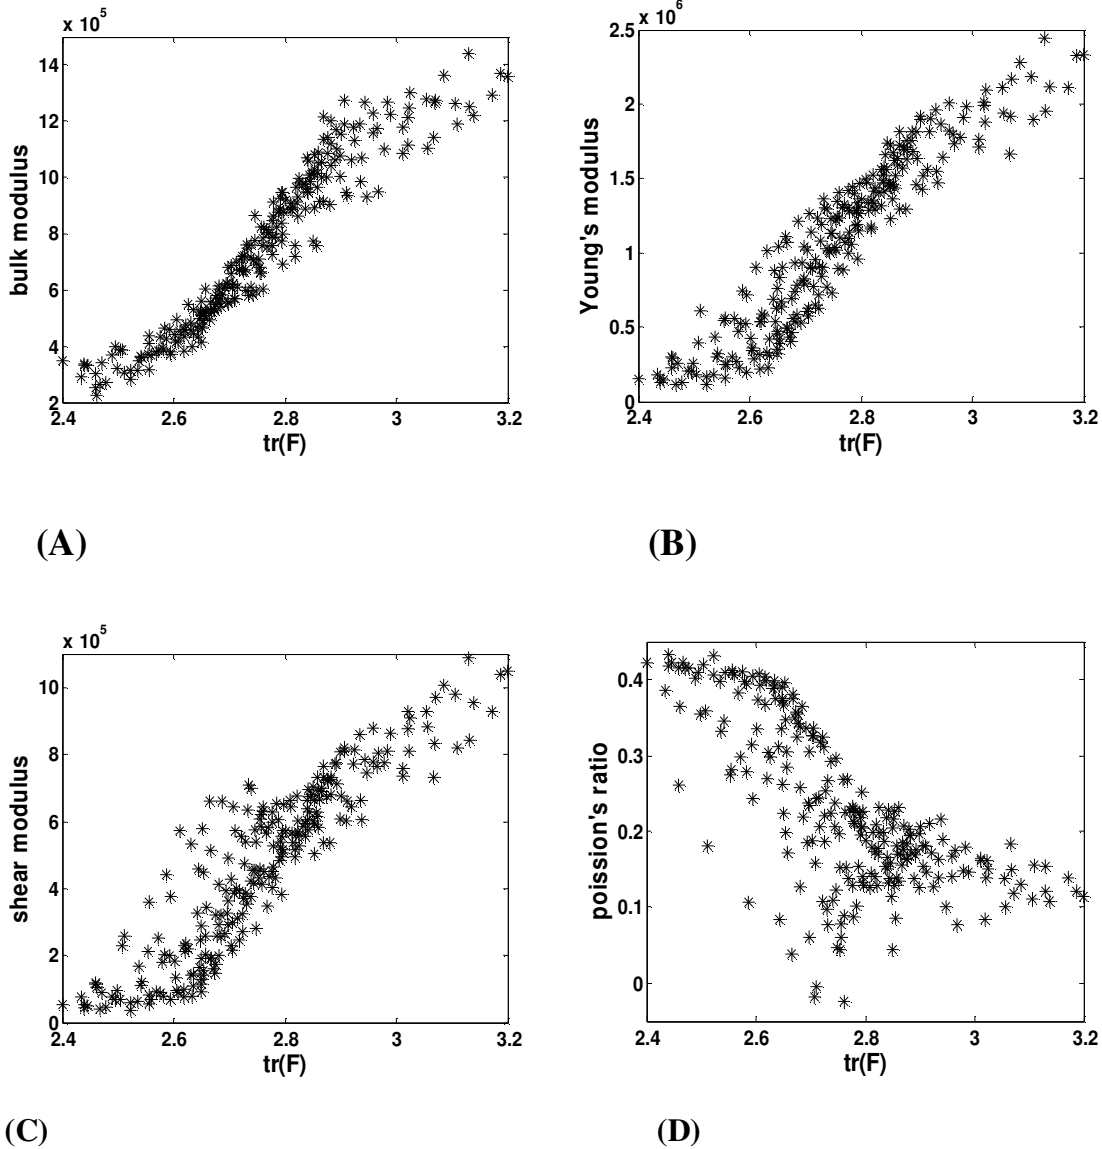 x 10^5
14
12
10
8
6
4
2
2.4 2.6 2.8 3 3.2
bulk modulus
tr(F)
(A)
x 10^6
2.5
2
1.5
1
0.5
0
2.4 2.6 2.8 3 3.2
Young's modulus
tr(F)
(B)
x 10^5
10
8
6
4
2
0
2.4 2.6 2.8 3 3.2
shear modulus
tr(F)
(C)
0.4
0.3
0.2
0.1
0
2.4 2.6 2.8 3 3.2
poission's ratio
tr(F)
(D)